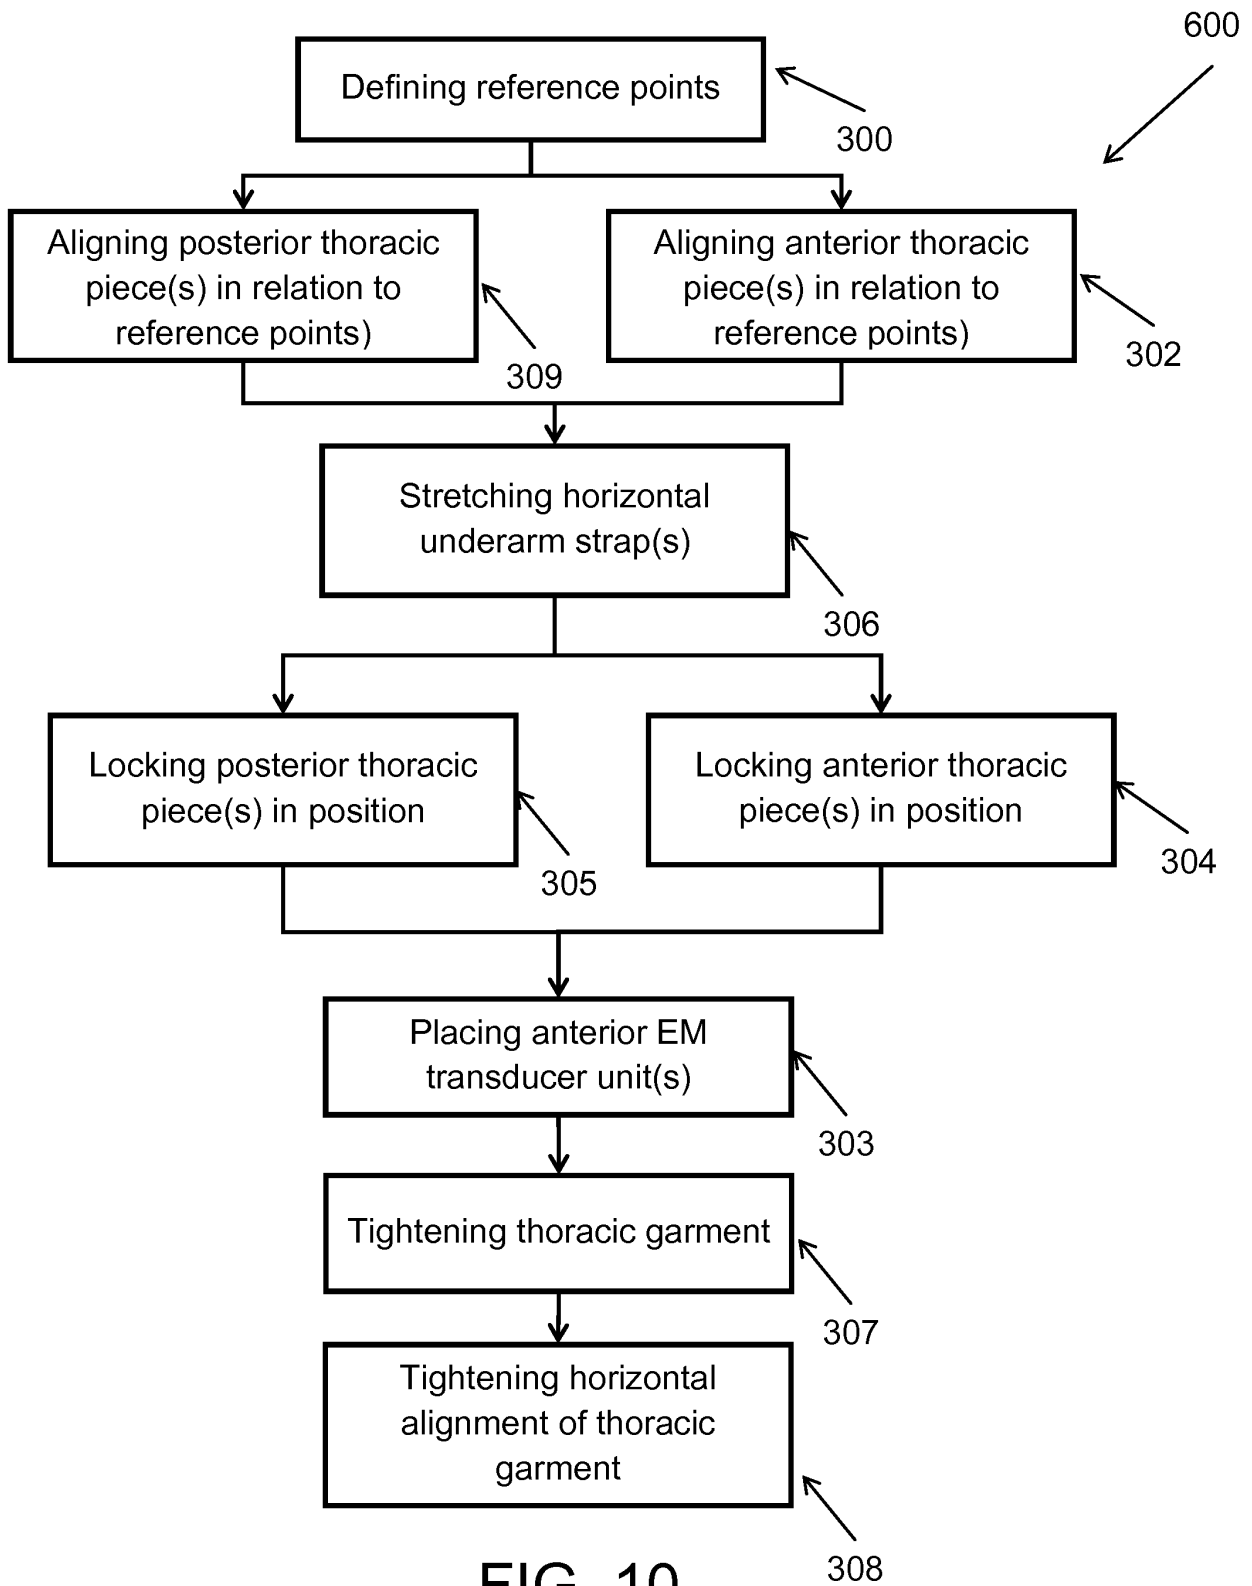 600
Defining reference points
300
Aligning posterior thoracic
piece(s) in relation to
reference points)
309
Aligning anterior thoracic
piece(s) in relation to
reference points)
302
Stretching horizontal
underarm strap(s)
306
Locking posterior thoracic
piece(s) in position
305
Locking anterior thoracic
piece(s) in position
304
Placing anterior EM
transducer unit(s)
303
Tightening thoracic garment
307
Tightening horizontal
alignment of thoracic
garment
308
FIG. 10